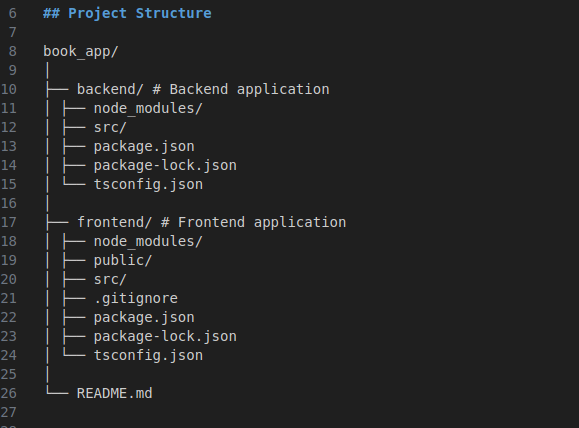 6 ## Project Structure
7
8 book_app/
9 │
10 ├── backend/ # Backend application
11 │ ├── node_modules/
12 │ ├── src/
13 │ ├── package.json
14 │ ├── package-lock.json
15 │ └── tsconfig.json
16 │
17 ├── frontend/ # Frontend application
18 │ ├── node_modules/
19 │ ├── public/
20 │ ├── src/
21 │ ├── .gitignore
22 │ ├── package.json
23 │ ├── package-lock.json
24 │ └── tsconfig.json
25 │
26 └── README.md
27